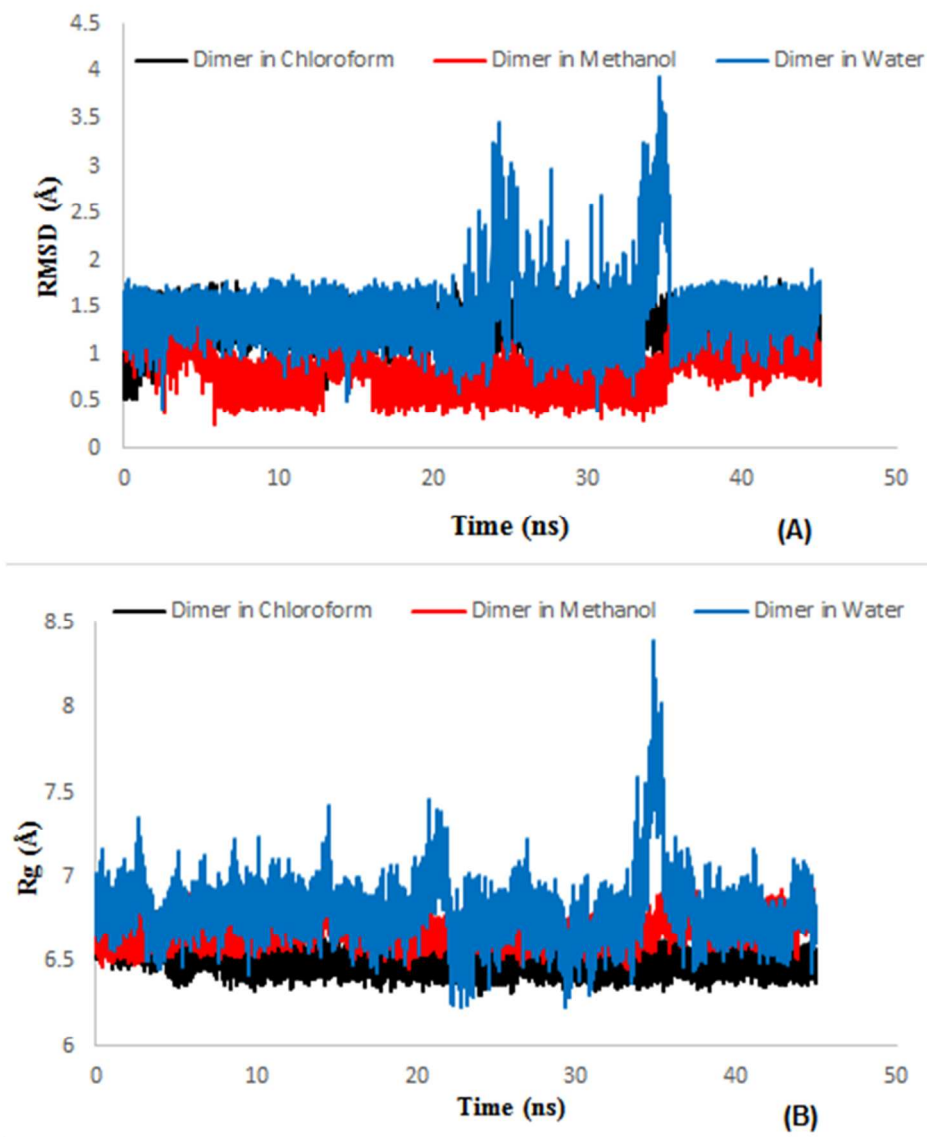 4.5
Dimer in Chloroform Dimer in Methanol Dimer in Water
4
3.5
3
2.5
2
1.5
1
0.5
0
RMSD (Å)
0 10 20 30 40 50
Time (ns)
(A)
Dimer in Chloroform Dimer in Methanol Dimer in Water
8.5
8
7.5
7
6.5
6
Rg (Å)
0 10 20 30 40 50
Time (ns)
(B)